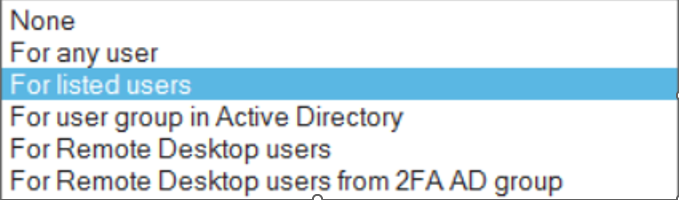 None
For any user
For listed users
For user group in Active Directory
For Remote Desktop users
For Remote Desktop users from 2FA AD group